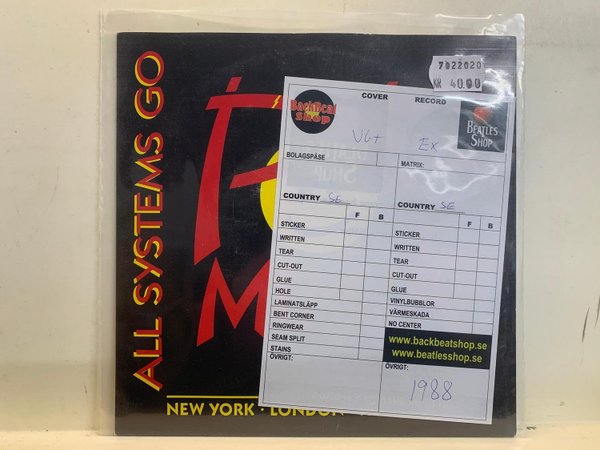 ALL SYSTEMS GO
7022020
KR 40.00
BackBeat
Shop
COVER
RECORD
BEATLES
SHOP
VG+
EX
BOLAGSPÅSE
MATRIX:
COUNTRY SE
COUNTRY SE
F B
F B
STICKER
STICKER
WRITTEN
WRITTEN
TEAR
TEAR
CUT-OUT
CUT-OUT
GLUE
GLUE
HOLE
VINYLBUBBLOR
LAMINATSLÄPP
VÄRMESKADA
BENT CORNER
NO CENTER
RINGWEAR
SEAM SPLIT
STAINS
www.backbeatshop.se
www.beatlesshop.se
ÖVRIGT:
ÖVRIGT:
1988
NEW YORK · LONDON